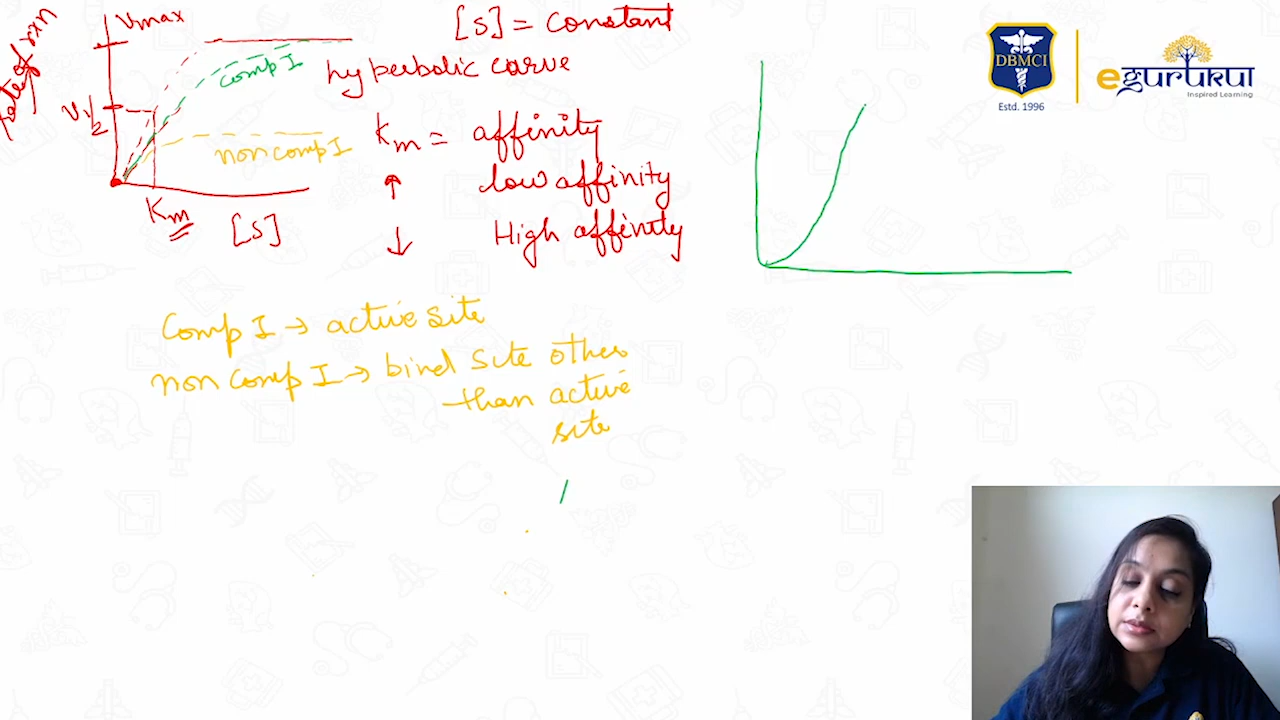 Vmax
[S] = constant
Rate of rxn
comp I
hyperbolic curve
V1/2
non comp I
Km = affinity
↑ low affinity
Km
[S]
↓ High affinity
Comp I → active site
non comp I → bind site other
than active
site
DBMCI
Estd. 1996
egurukul
Inspired Learning